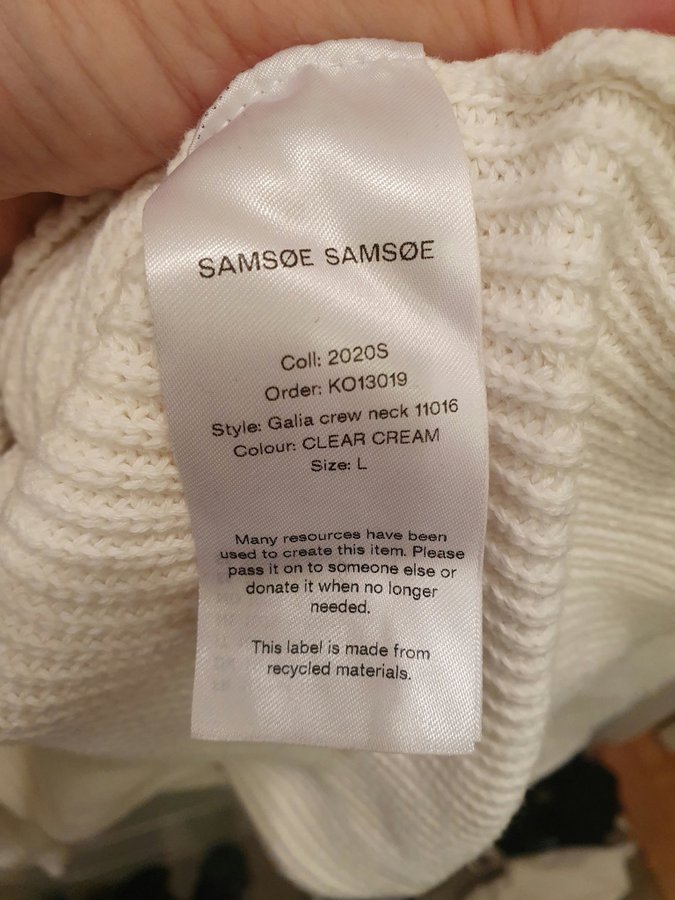 SAMSØE SAMSØE
Coll: 2020S
Order: KO13019
Style: Galia crew neck 11016
Colour: CLEAR CREAM
Size: L
Many resources have been
used to create this item. Please
pass it on to someone else or
donate it when no longer
needed.
This label is made from
recycled materials.